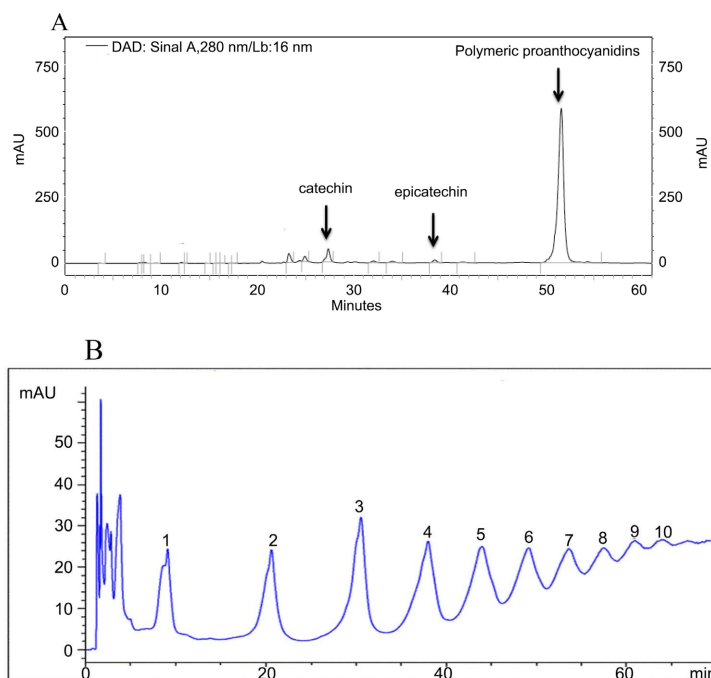 A
DAD: Sinal A,280 nm/Lb:16 nm
Polymeric proanthocyanidins
750
750
500
500
mAU
mAU
catechin
epicatechin
250
250
0
0
0 10 20 30 40 50 60
Minutes
B
mAU
50
40
30
20
10
0
1 2 3 4 5 6 7 8 9 10
0 20 40 60 min